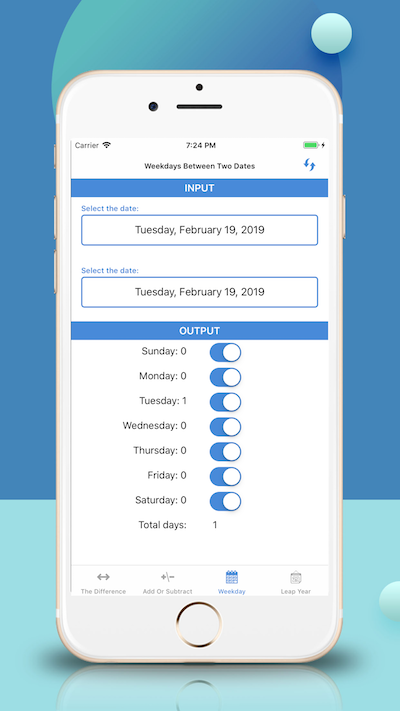 Carrier 7:24 PM
Weekdays Between Two Dates
INPUT
Select the date:
Tuesday, February 19, 2019
Select the date:
Tuesday, February 19, 2019
OUTPUT
Sunday: 0
Monday: 0
Tuesday: 1
Wednesday: 0
Thursday: 0
Friday: 0
Saturday: 0
Total days: 1
The Difference Add Or Subtract Weekday Leap Year